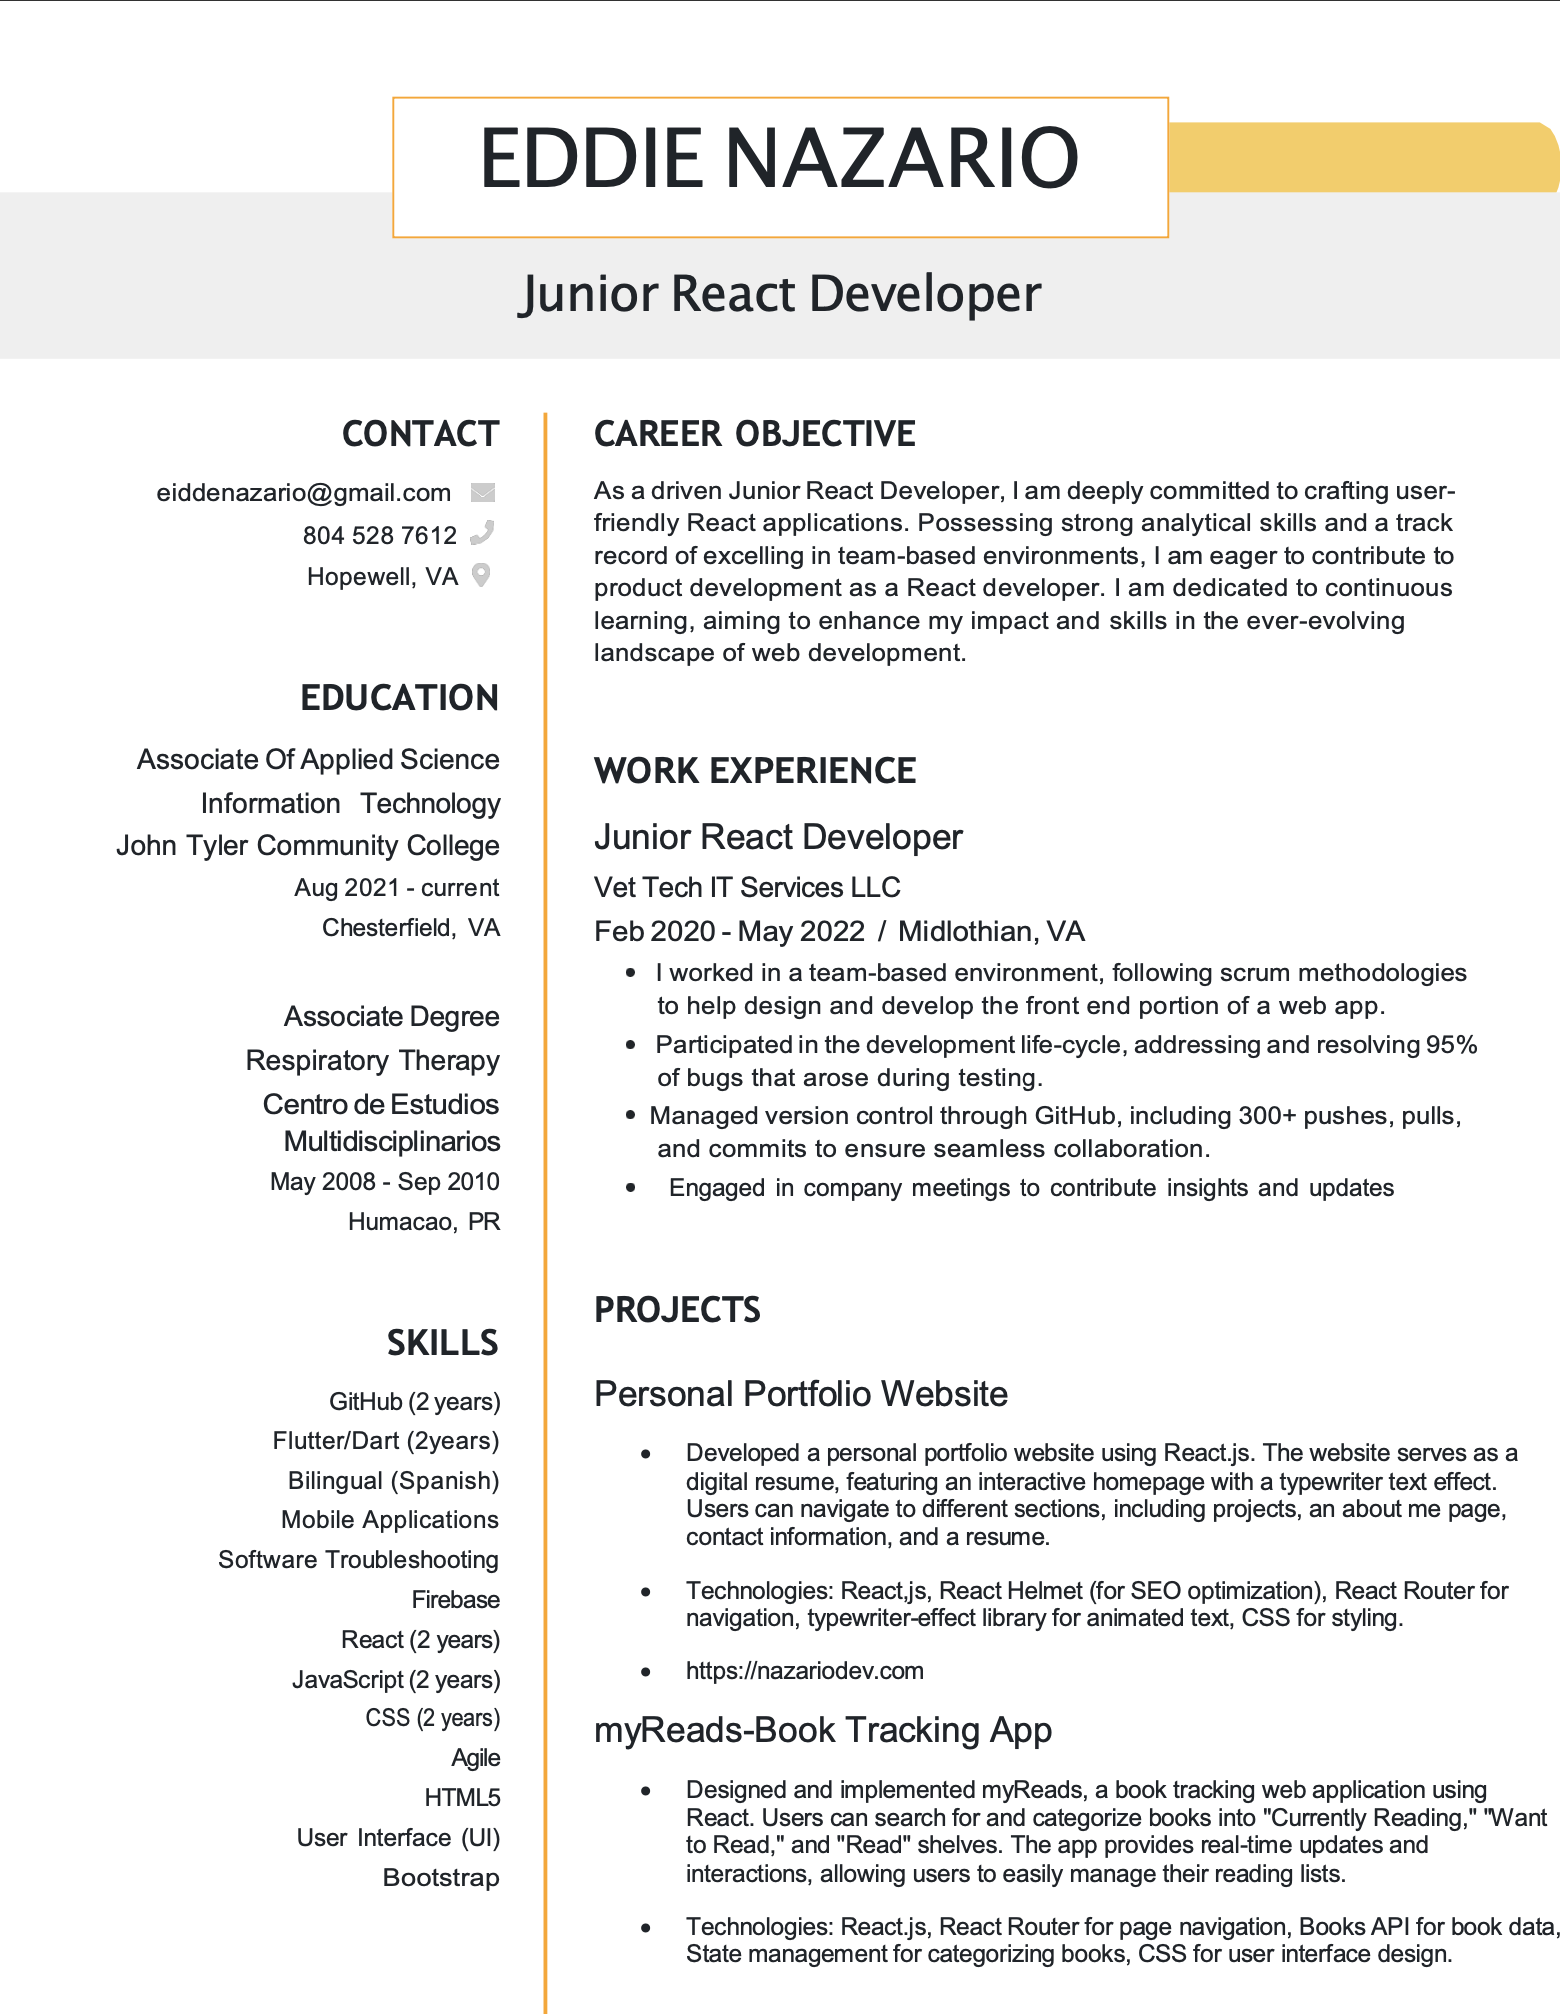 EDDIE NAZARIO
Junior React Developer
CONTACT
eiddenazario@gmail.com
804 528 7612
Hopewell, VA
EDUCATION
Associate Of Applied Science
Information Technology
John Tyler Community College
Aug 2021 - current
Chesterfield, VA
Associate Degree
Respiratory Therapy
Centro de Estudios
Multidisciplinarios
May 2008 - Sep 2010
Humacao, PR
SKILLS
GitHub (2 years)
Flutter/Dart (2years)
Bilingual (Spanish)
Mobile Applications
Software Troubleshooting
Firebase
React (2 years)
JavaScript (2 years)
CSS (2 years)
Agile
HTML5
User Interface (UI)
Bootstrap
CAREER OBJECTIVE
As a driven Junior React Developer, I am deeply committed to crafting user-
friendly React applications. Possessing strong analytical skills and a track
record of excelling in team-based environments, I am eager to contribute to
product development as a React developer. I am dedicated to continuous
learning, aiming to enhance my impact and skills in the ever-evolving
landscape of web development.
WORK EXPERIENCE
Junior React Developer
Vet Tech IT Services LLC
Feb 2020 - May 2022 / Midlothian, VA
• I worked in a team-based environment, following scrum methodologies
to help design and develop the front end portion of a web app.
• Participated in the development life-cycle, addressing and resolving 95%
of bugs that arose during testing.
• Managed version control through GitHub, including 300+ pushes, pulls,
and commits to ensure seamless collaboration.
• Engaged in company meetings to contribute insights and updates
PROJECTS
Personal Portfolio Website
• Developed a personal portfolio website using React.js. The website serves as a
digital resume, featuring an interactive homepage with a typewriter text effect.
Users can navigate to different sections, including projects, an about me page,
contact information, and a resume.
• Technologies: React,js, React Helmet (for SEO optimization), React Router for
navigation, typewriter-effect library for animated text, CSS for styling.
• https://nazariodev.com
myReads-Book Tracking App
• Designed and implemented myReads, a book tracking web application using
React. Users can search for and categorize books into "Currently Reading," "Want
to Read," and "Read" shelves. The app provides real-time updates and
interactions, allowing users to easily manage their reading lists.
• Technologies: React.js, React Router for page navigation, Books API for book data,
State management for categorizing books, CSS for user interface design.